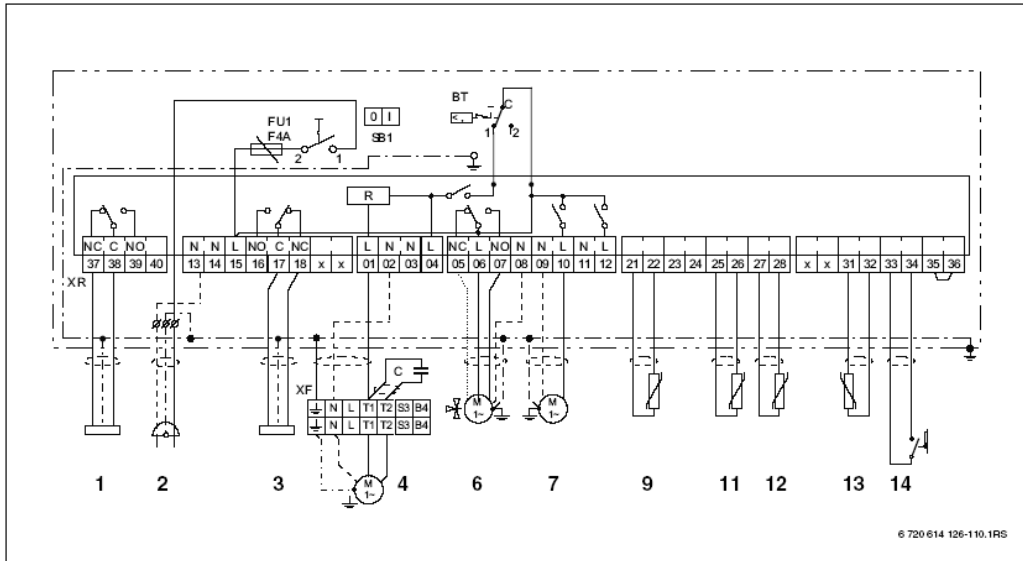 BT
C
1 2
0 I
FU1
F4A
SB1
2 1
R
NC C NO
N N L NO C NC
L N N L
NC L NO N N L N L
37 38 39 40
13 14 15 16 17 18 x x
01 02 03 04
05 06 07 08 09 10 11 12
21 22 23 24 25 26 27 28
x x 31 32 33 34 35 36
XR
C
XF
N L T1 T2 S3 B4
N L T1 T2 S3 B4
M
1~
M
1~
M
1~
1 2 3 4 6 7 9 11 12 13 14
6 720 614 126-110.1RS